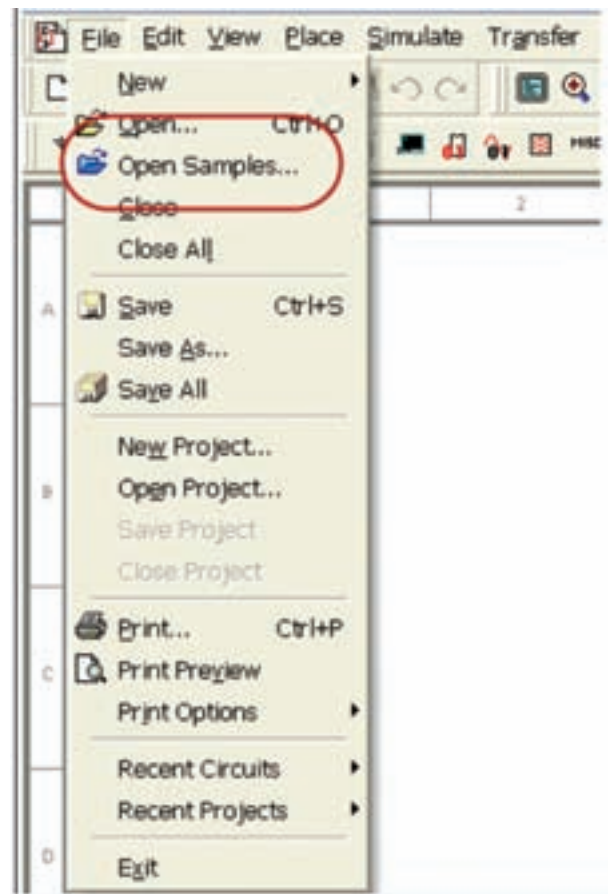 File Edit View Place Simulate Transfer
New
Open... Ctrl+O
Open Samples...
Close
Close All
Save Ctrl+S
Save As...
Save All
New Project...
Open Project...
Save Project
Close Project
Print... Ctrl+P
Print Preview
Print Options
Recent Circuits
Recent Projects
Exit
2
A
B
C
D